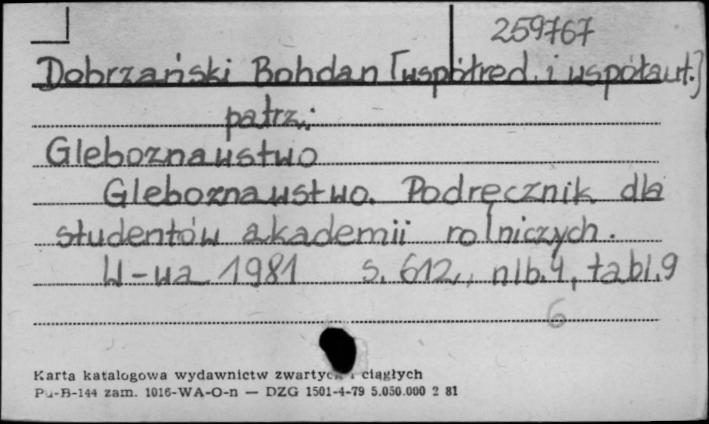 259767
Dobrzański Bohdan [współred. i współaut.]
patrz:
Gleboznawstwo
Gleboznawstwo. Podręcznik dla
studentów akademii rolniczych.
W-wa 1981 s. 612, nlb. 4, tabl. 9
6
Karta katalogowa wydawnictw zwartych i ciągłych
Pu-B-144 zam. 1016-WA-O-n — DZG 1501-4-79 5.050.000 2 81